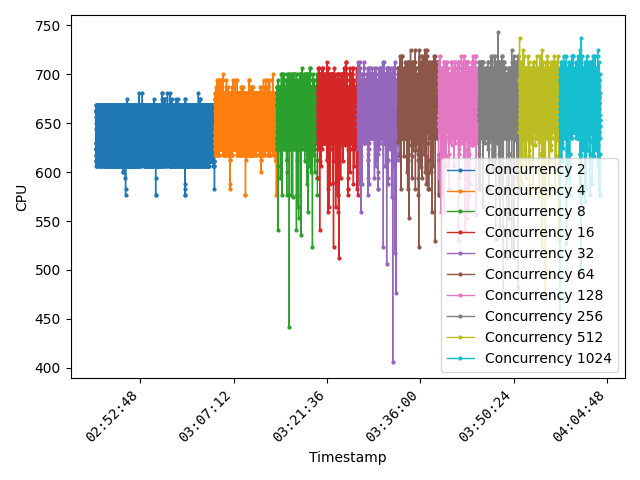 750
700
650
600
550
500
450
400
CPU
Concurrency 2
Concurrency 4
Concurrency 8
Concurrency 16
Concurrency 32
Concurrency 64
Concurrency 128
Concurrency 256
Concurrency 512
Concurrency 1024
02:52:48
03:07:12
03:21:36
03:36:00
03:50:24
04:04:48
Timestamp